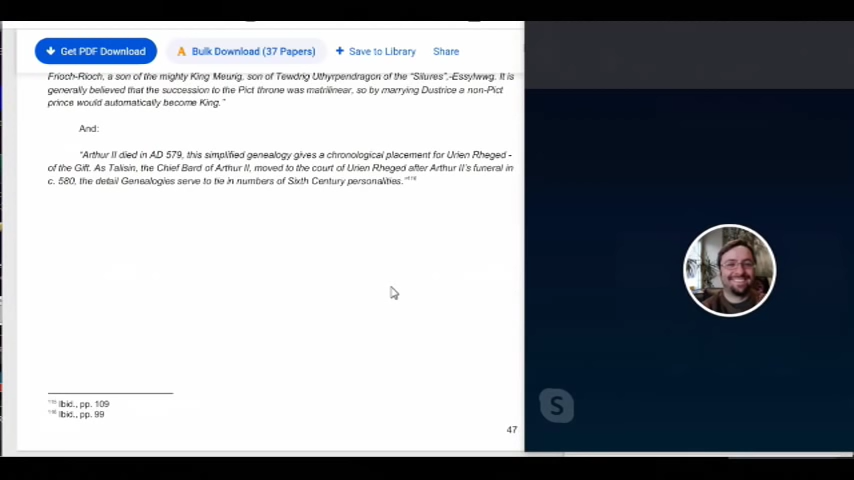 Get PDF Download
Bulk Download (37 Papers)
+ Save to Library
Share
Frioch-Rioch, a son of the mighty King Meurig, son of Tewdrig Uthyrpendragon of the "Silures",-Essylwwg. It is
generally believed that the succession to the Pict throne was matrilinear, so by marrying Dustrice a non-Pict
prince would automatically become King."
And:
"Arthur II died in AD 579, this simplified genealogy gives a chronological placement for Urien Rheged -
of the Gift. As Talisin, the Chief Bard of Arthur II, moved to the court of Urien Rheged after Arthur II's funeral in
c. 580, the detail Genealogies serve to tie in numbers of Sixth Century personalities."116
115 Ibid., pp. 109
116 Ibid., pp. 99
47
S